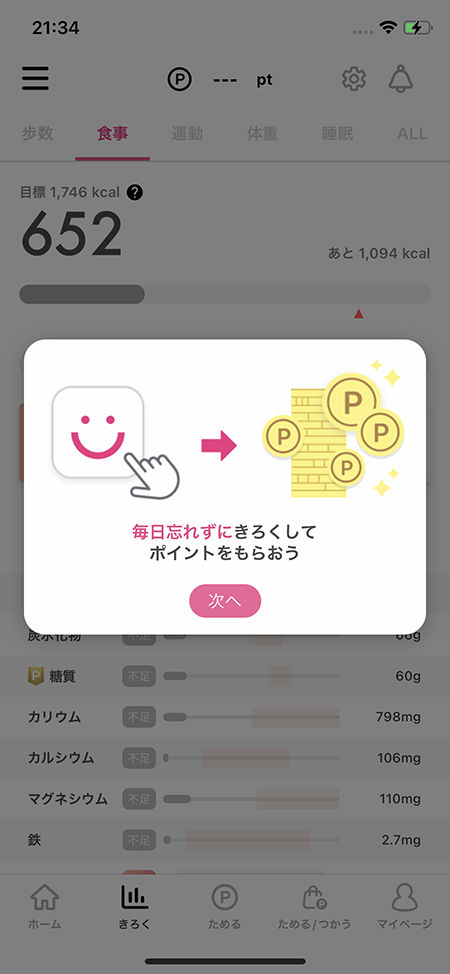 21:34
P --- pt
歩数 食事 運動 体重 睡眠 ALL
目標 1,746 kcal ?
652
あと 1,094 kcal
P P P P
毎日忘れずにきろくして
ポイントをもらおう
次へ
炭水化物 不足 66g
P 糖質 不足 60g
カリウム 不足 798mg
カルシウム 不足 106mg
マグネシウム 不足 110mg
鉄 不足 2.7mg
ホーム きろく P ためる P ためる/つかう マイページ